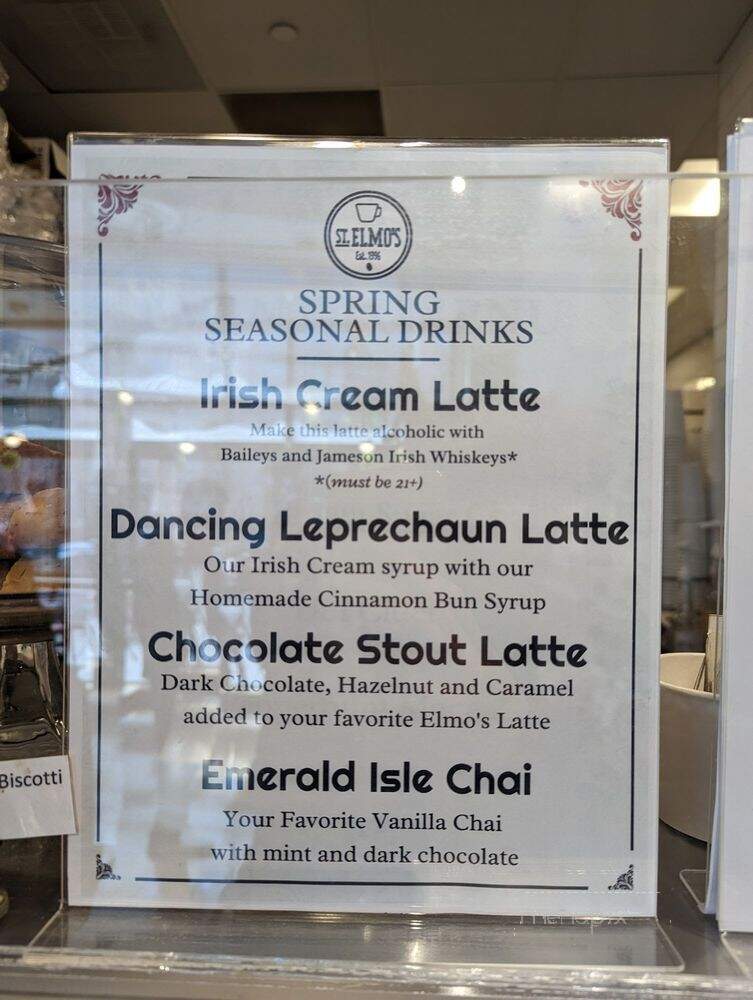 ST. ELMO'S
Est. 1996
SPRING
SEASONAL DRINKS
Irish Cream Latte
Make this latte alcoholic with
Baileys and Jameson Irish Whiskeys*
*(must be 21+)
Dancing Leprechaun Latte
Our Irish Cream syrup with our
Homemade Cinnamon Bun Syrup
Chocolate Stout Latte
Dark Chocolate, Hazelnut and Caramel
added to your favorite Elmo's Latte
Emerald Isle Chai
Your Favorite Vanilla Chai
with mint and dark chocolate
Biscotti